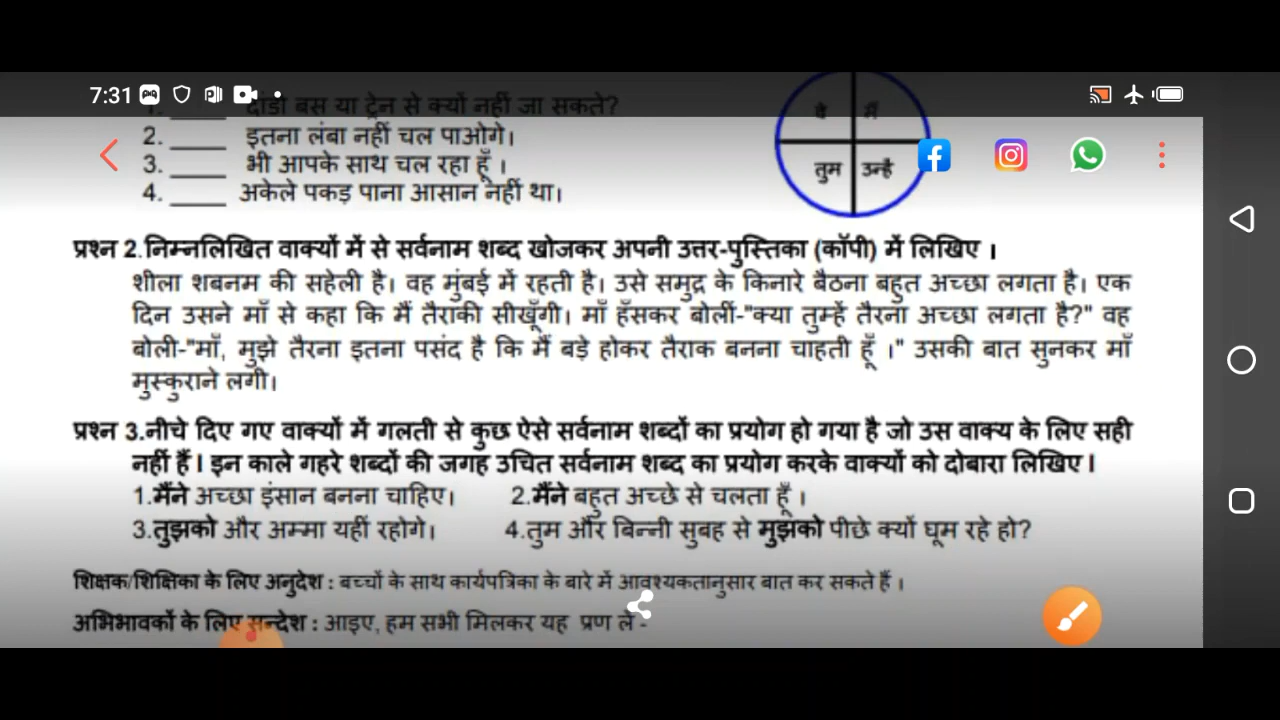 7:31
1. _____ दादा बस या ट्रेन से क्यों नहीं जा सकते?
2. _____ इतना लंबा नहीं चल पाओगे।
3. _____ भी आपके साथ चल रहा हूँ ।
4. _____ अकेले पकड़ पाना आसान नहीं था।
वे मैं
तुम उन्हें
प्रश्न 2.निम्नलिखित वाक्यों में से सर्वनाम शब्द खोजकर अपनी उत्तर-पुस्तिका (कॉपी) में लिखिए ।
शीला शबनम की सहेली है। वह मुंबई में रहती है। उसे समुद्र के किनारे बैठना बहुत अच्छा लगता है। एक
दिन उसने माँ से कहा कि मैं तैराकी सीखूँगी। माँ हँसकर बोलीं-"क्या तुम्हें तैरना अच्छा लगता है?" वह
बोली-"माँ, मुझे तैरना इतना पसंद है कि मैं बड़े होकर तैराक बनना चाहती हूँ ।" उसकी बात सुनकर माँ
मुस्कुराने लगी।
प्रश्न 3.नीचे दिए गए वाक्यों में गलती से कुछ ऐसे सर्वनाम शब्दों का प्रयोग हो गया है जो उस वाक्य के लिए सही
नहीं हैं। इन काले गहरे शब्दों की जगह उचित सर्वनाम शब्द का प्रयोग करके वाक्यों को दोबारा लिखिए ।
1.मैंने अच्छा इंसान बनना चाहिए। 2.मैंने बहुत अच्छे से चलता हूँ ।
3.तुझको और अम्मा यहीं रहोगे। 4.तुम और बिन्नी सुबह से मुझको पीछे क्यों घूम रहे हो?
शिक्षक/शिक्षिका के लिए अनुदेश : बच्चों के साथ कार्यपत्रिका के बारे में आवश्यकतानुसार बात कर सकते हैं ।
अभिभावकों के लिए सन्देश : आइए, हम सभी मिलकर यह प्रण लें -